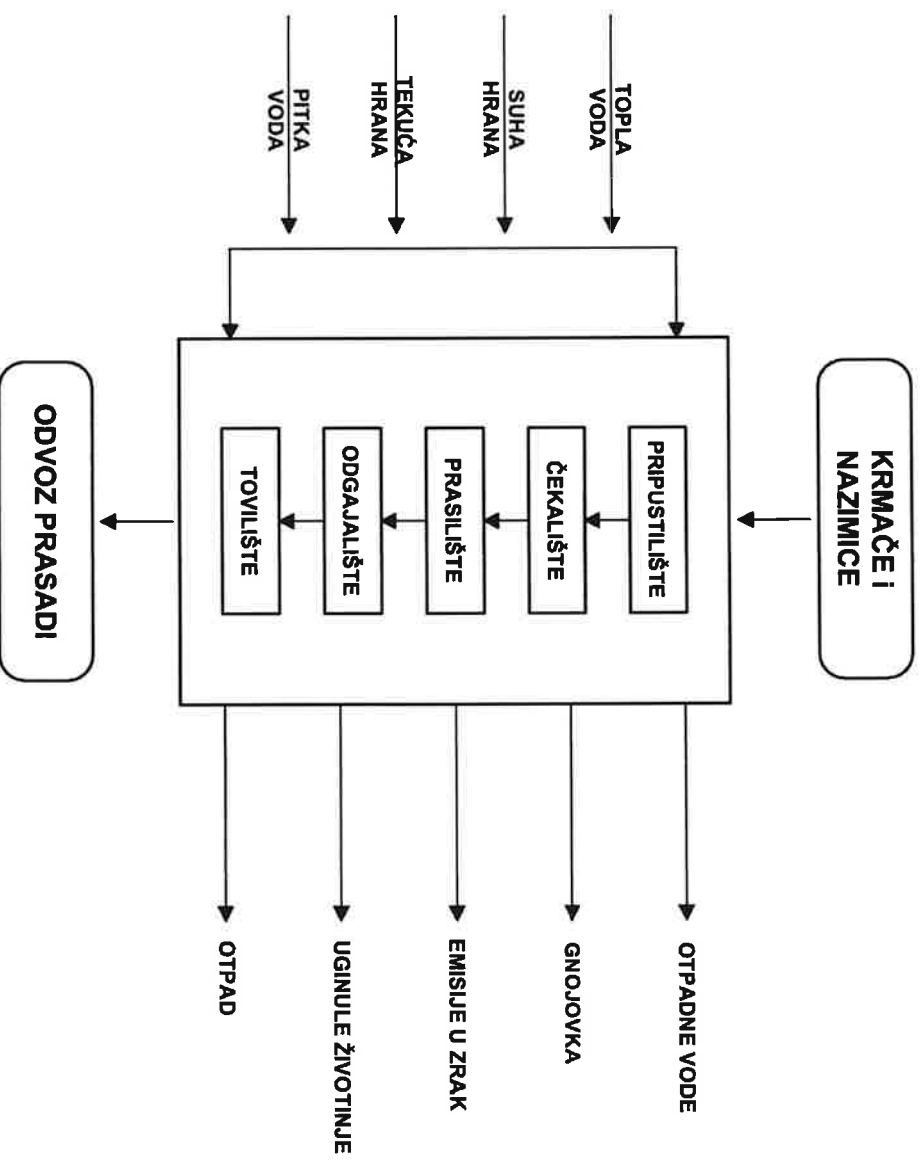 KRMAČE i
NAZIMICE
TOPLA
VODA
SUHA
HRANA
TEKUĆA
HRANA
PITKA
VODA
PRIPUSTILIŠTE
ČEKALIŠTE
PRASILIŠTE
ODGAJALIŠTE
TOVILIŠTE
OTPADNE VODE
GNOJOVKA
EMISIJE U ZRAK
UGINULE ŽIVOTINJE
OTPAD
ODVOZ PRASADI